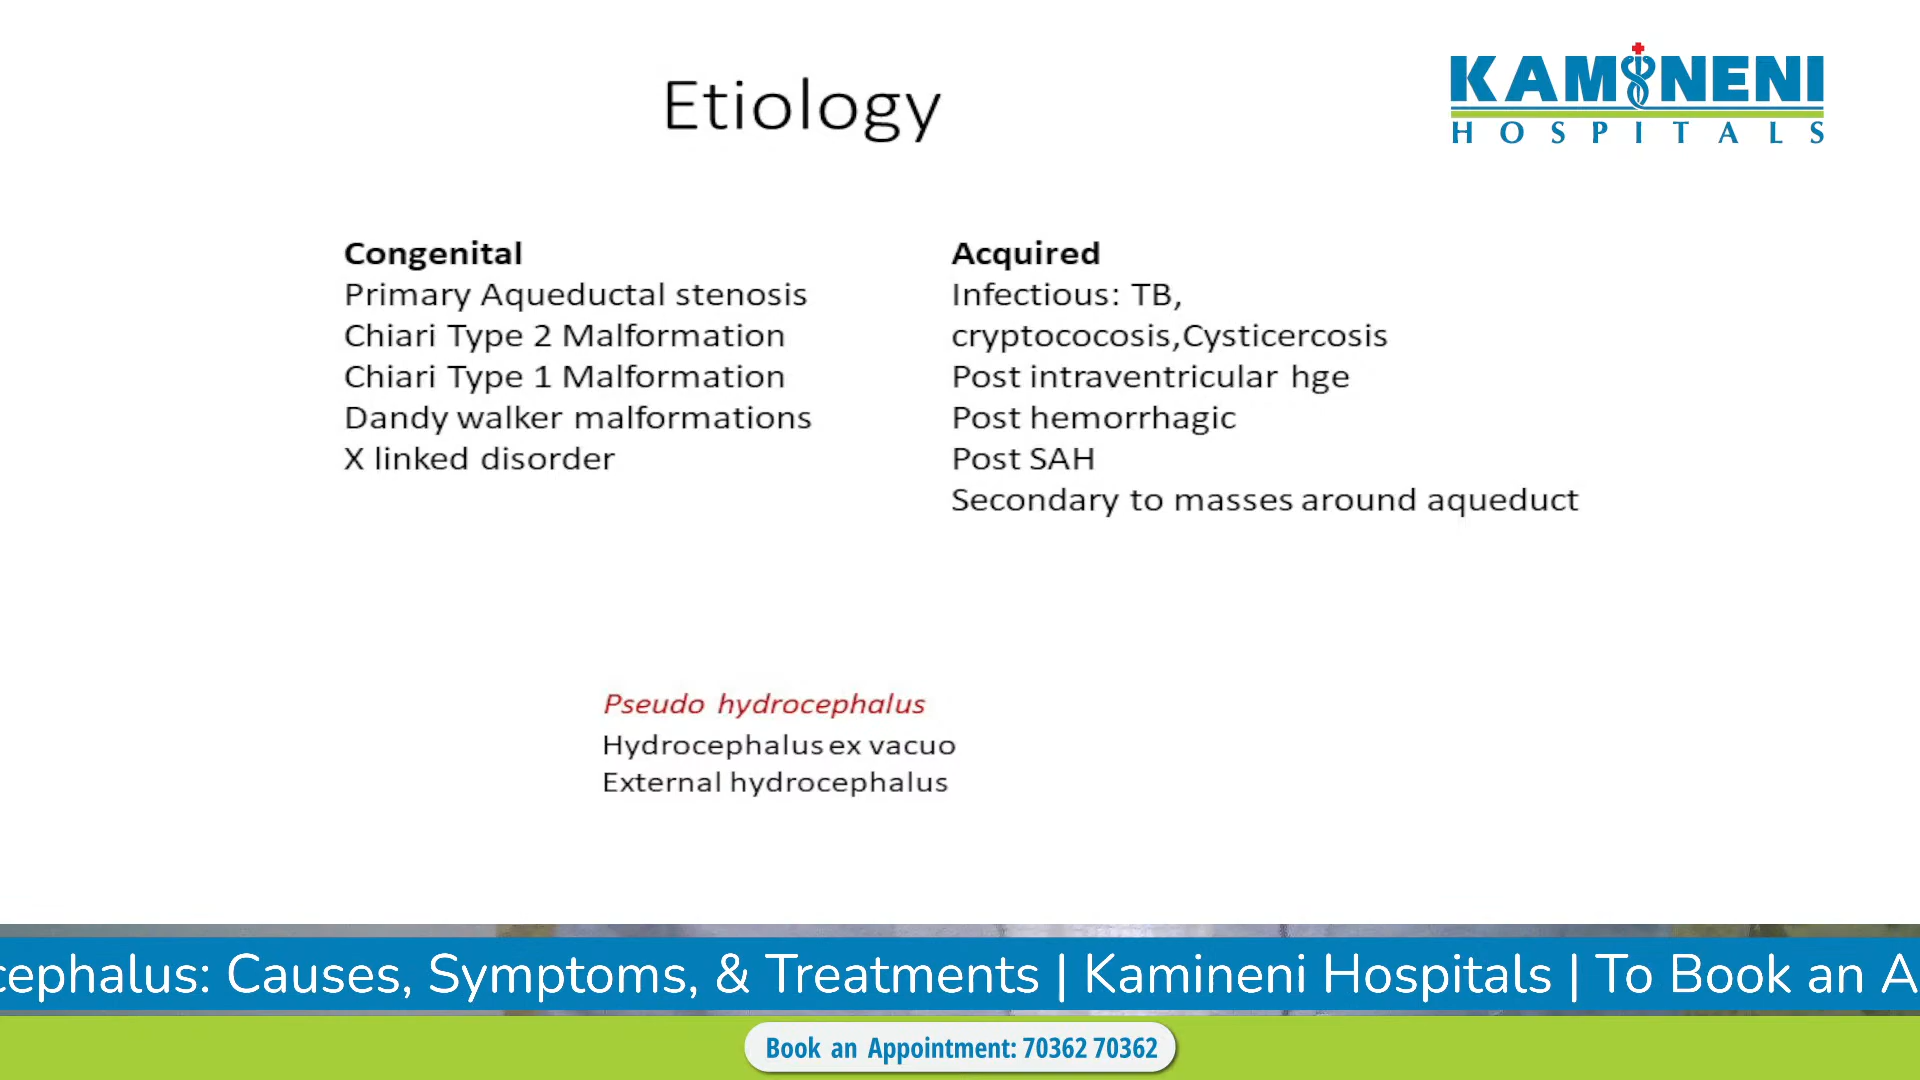 Etiology
KAMINENI
HOSPITALS
Congenital
Primary Aqueductal stenosis
Chiari Type 2 Malformation
Chiari Type 1 Malformation
Dandy walker malformations
X linked disorder
Acquired
Infectious: TB,
cryptococosis,Cysticercosis
Post intraventricular hge
Post hemorrhagic
Post SAH
Secondary to masses around aqueduct
Pseudo hydrocephalus
Hydrocephalus ex vacuo
External hydrocephalus
cephalus: Causes, Symptoms, & Treatments | Kamineni Hospitals | To Book an A
Book an Appointment: 70362 70362